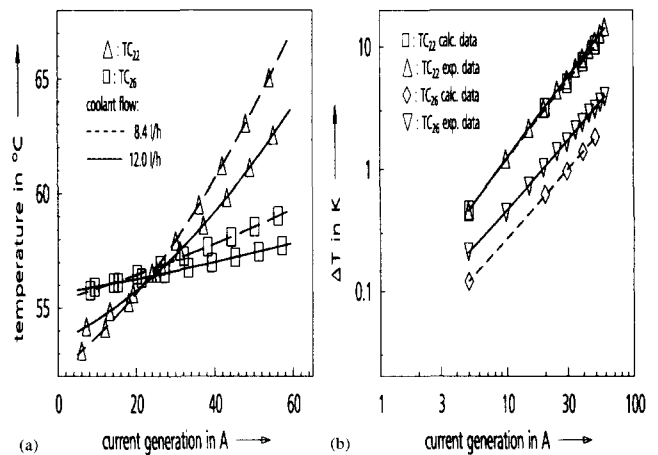 temperature in °C
65
60
55
△ : TC₂₂
□ : TC₂₆
coolant flow:
8.4 l/h
12.0 l/h
0 20 40 60
(a)
current generation in A
ΔT in K
10
1
0.1
□ : TC₂₂ calc. data
△ : TC₂₂ exp. data
◇ : TC₂₆ calc. data
▽ : TC₂₆ exp. data
1 3 10 30 100
(b)
current generation in A